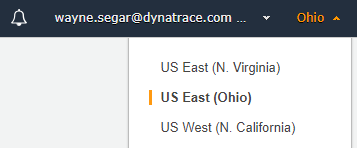 wayne.segar@dynatrace.com ... Ohio
US East (N. Virginia)
US East (Ohio)
US West (N. California)